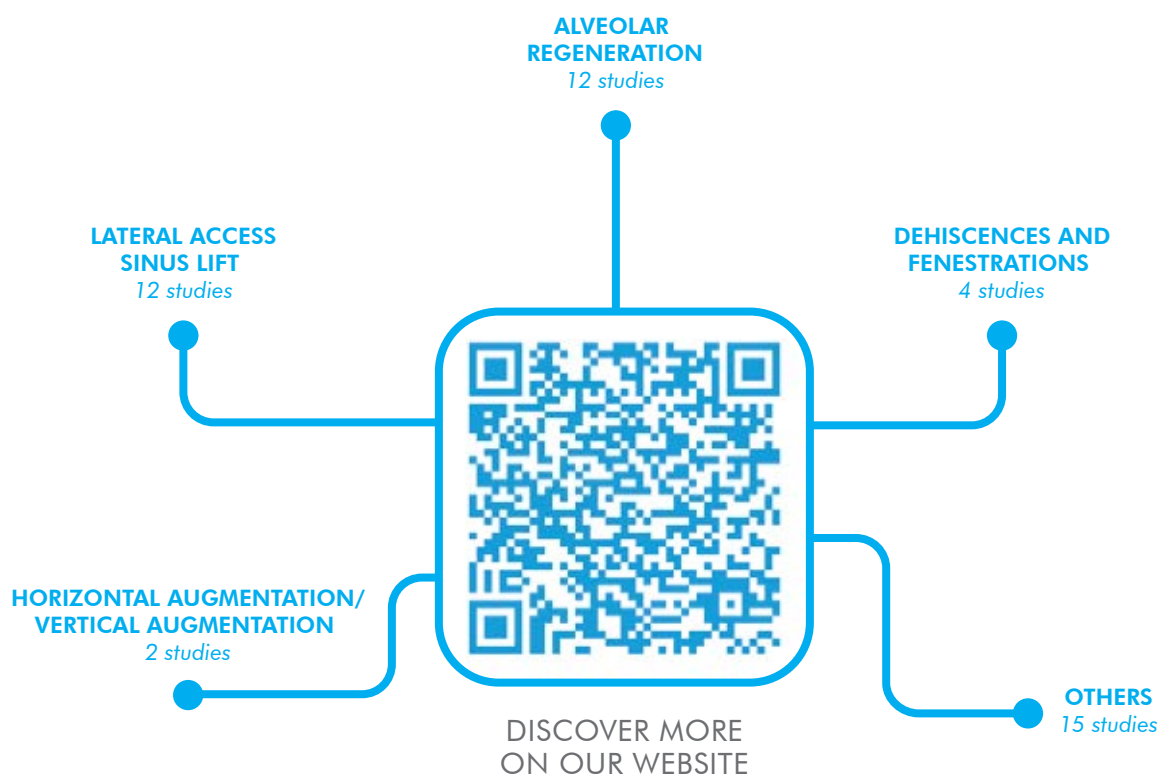 ALVEOLAR
REGENERATION
12 studies
LATERAL ACCESS
SINUS LIFT
12 studies
DEHISCENCES AND
FENESTRATIONS
4 studies
HORIZONTAL AUGMENTATION/
VERTICAL AUGMENTATION
2 studies
OTHERS
15 studies
DISCOVER MORE
ON OUR WEBSITE